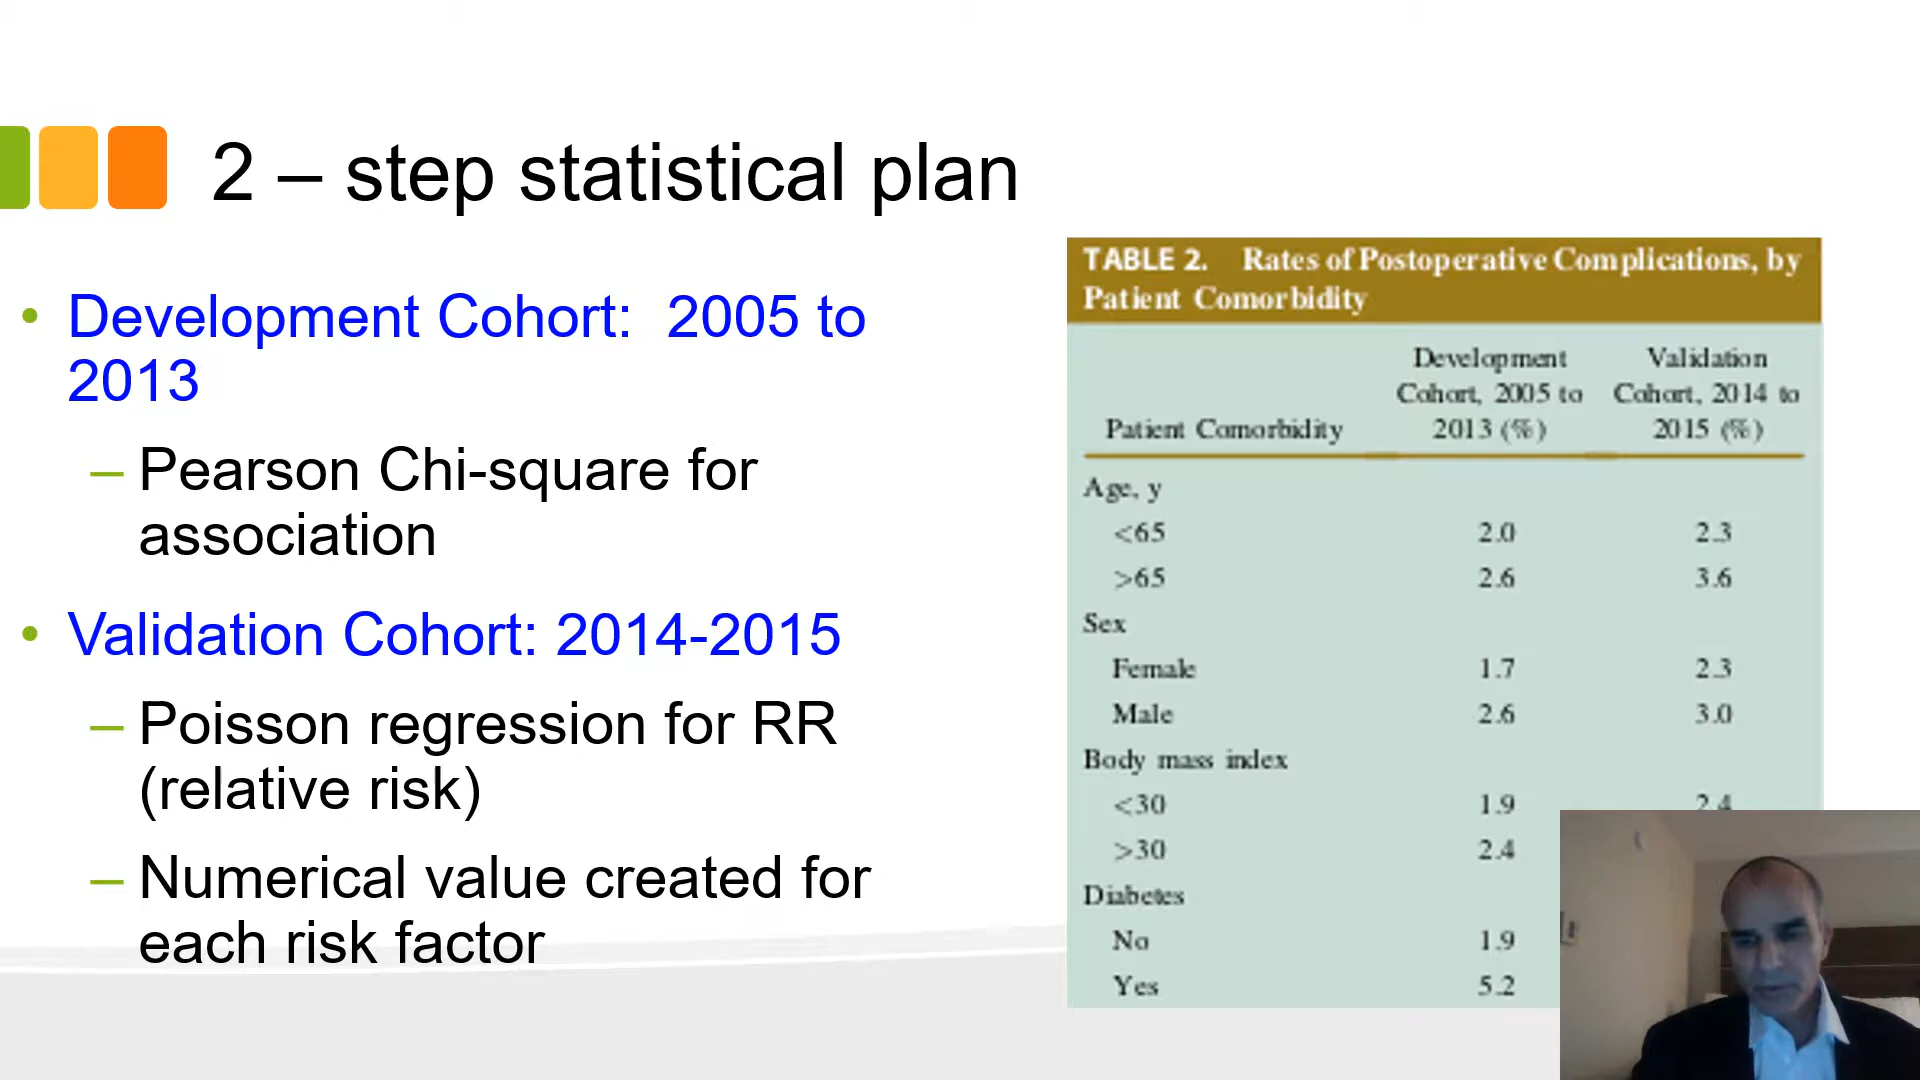 2 – step statistical plan
• Development Cohort: 2005 to
2013
– Pearson Chi-square for
association
• Validation Cohort: 2014-2015
– Poisson regression for RR
(relative risk)
– Numerical value created for
each risk factor
TABLE 2. Rates of Postoperative Complications, by
Patient Comorbidity
Development Validation
Cohort, 2005 to Cohort, 2014 to
Patient Comorbidity 2013 (%) 2015 (%)
Age, y
<65 2.0 2.3
>65 2.6 3.6
Sex
Female 1.7 2.3
Male 2.6 3.0
Body mass index
<30 1.9 2.4
>30 2.4
Diabetes
No 1.9
Yes 5.2